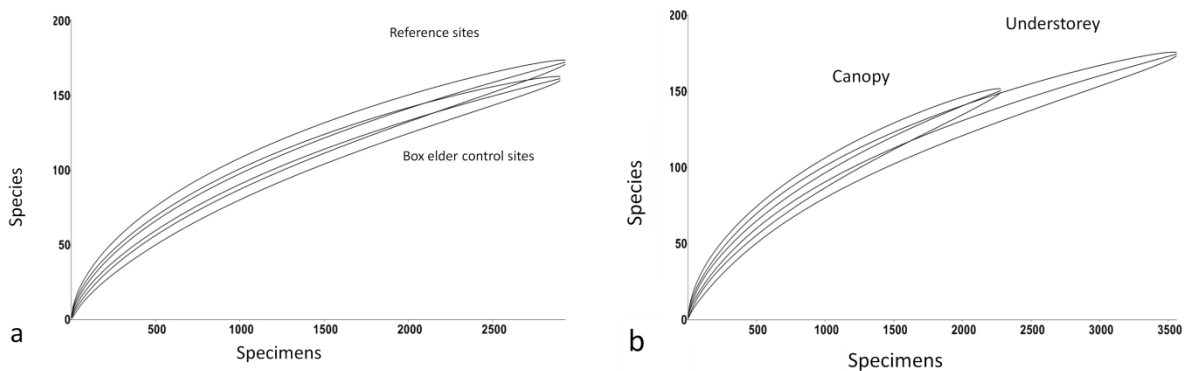 200
150
100
50
0
Species
Reference sites
Box elder control sites
500 1000 1500 2000 2500
Specimens
a
200
150
100
50
0
Species
Understorey
Canopy
500 1000 1500 2000 2500 3000 3500
Specimens
b